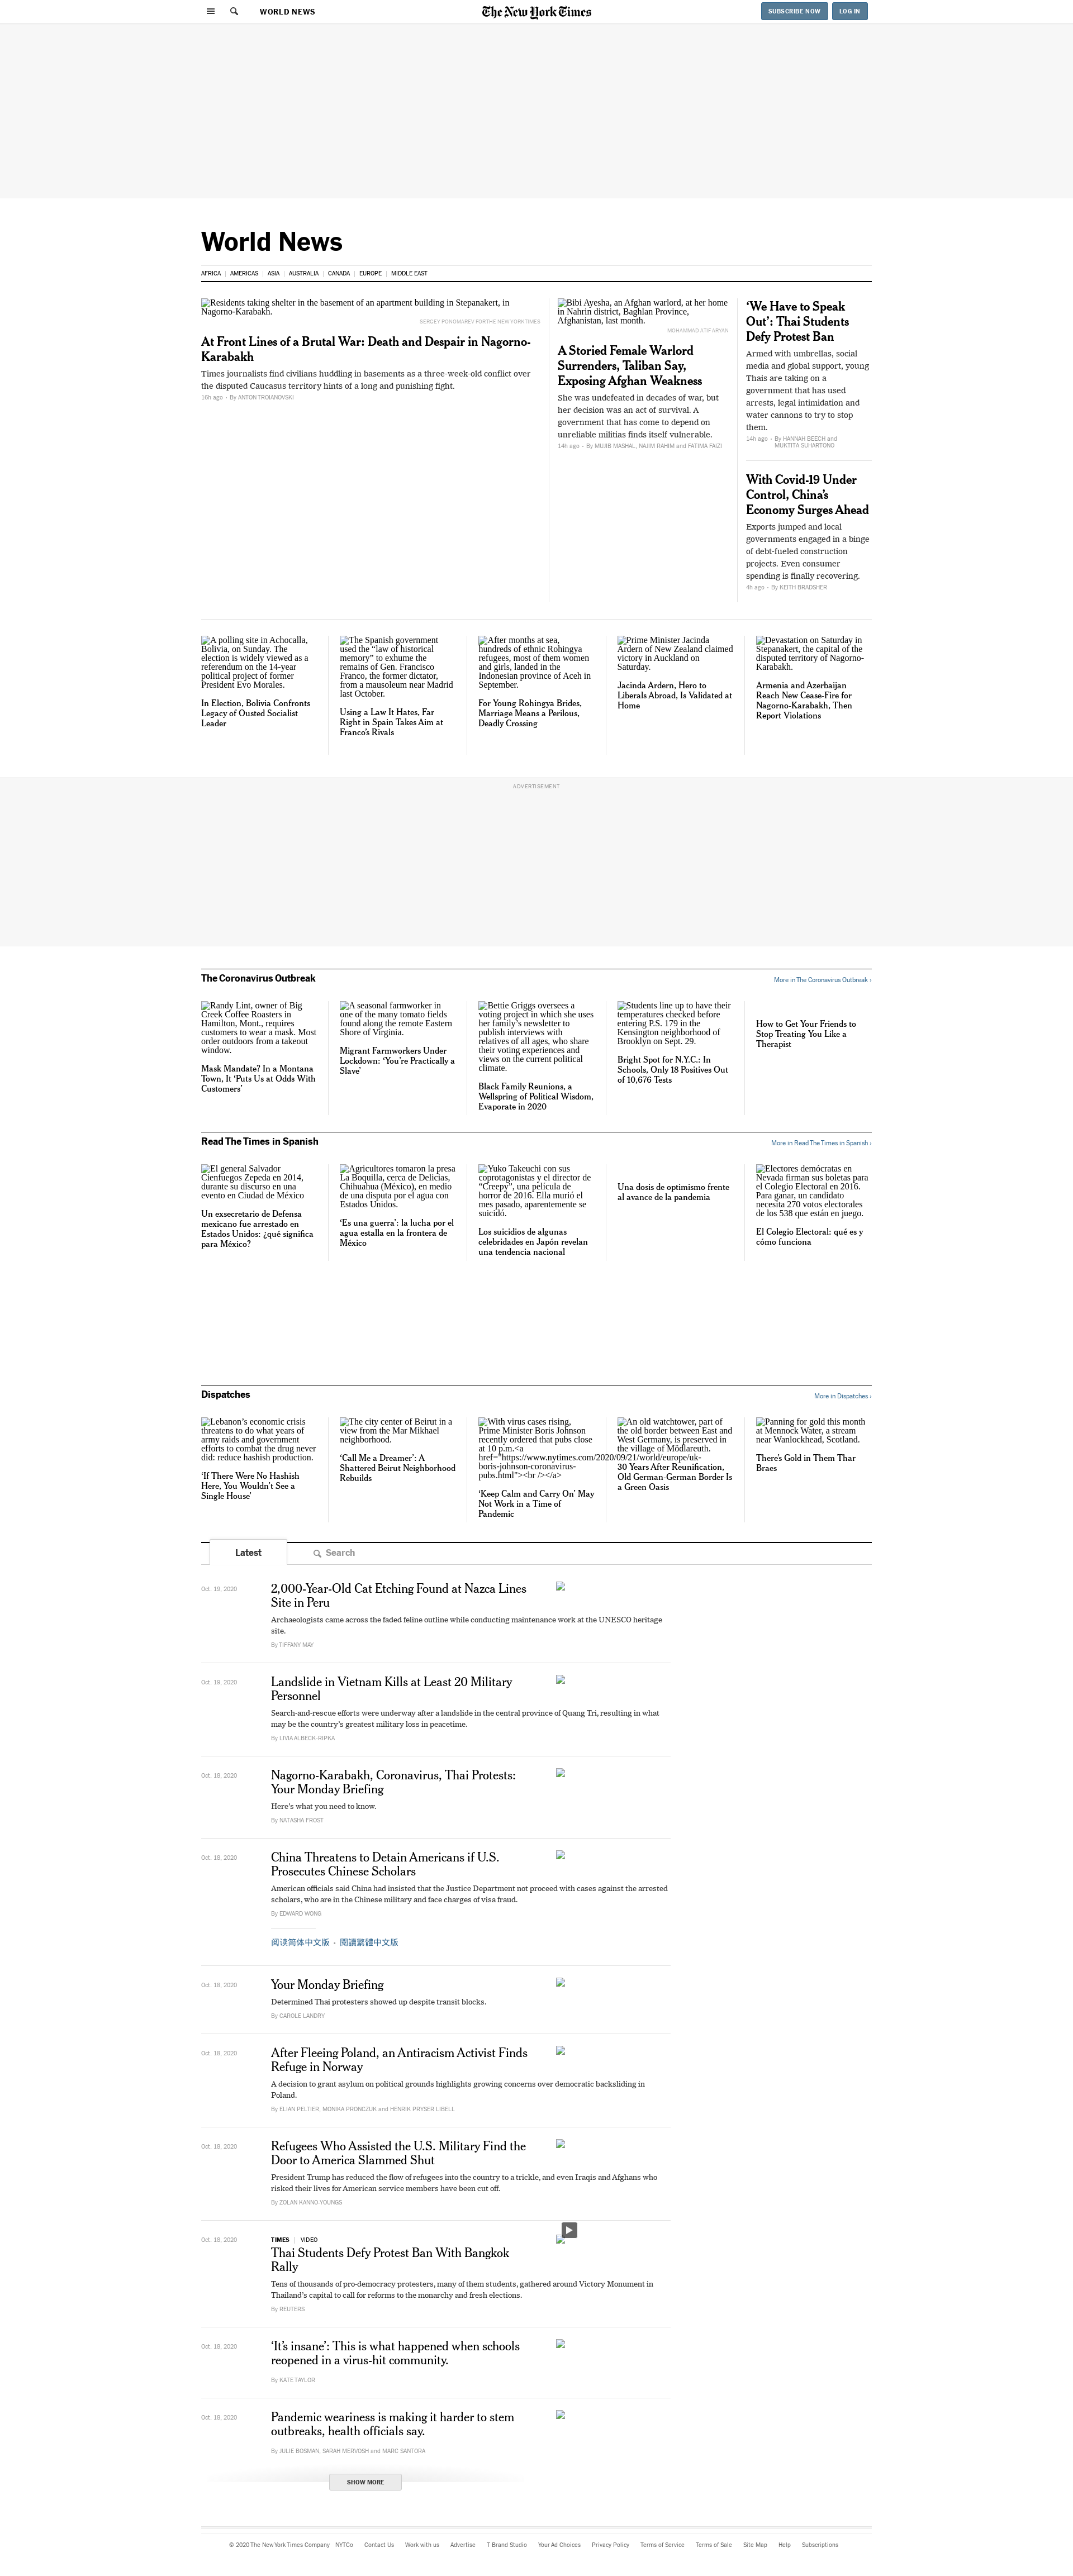 WORLD NEWS
The New York Times
SUBSCRIBE NOW
LOG IN
World News
AFRICA | AMERICAS | ASIA | AUSTRALIA | CANADA | EUROPE | MIDDLE EAST
Residents taking shelter in the basement of an apartment building in Stepanakert, in
Nagorno-Karabakh.
SERGEY PONOMAREV FOR THE NEW YORK TIMES
At Front Lines of a Brutal War: Death and Despair in Nagorno-
Karabakh
Times journalists find civilians huddling in basements as a three-week-old conflict over
the disputed Caucasus territory hints of a long and punishing fight.
16h ago • By ANTON TROIANOVSKI
Bibi Ayesha, an Afghan warlord, at her home
in Nahrin district, Baghlan Province,
Afghanistan, last month.
MOHAMMAD ATIF ARYAN
A Storied Female Warlord
Surrenders, Taliban Say,
Exposing Afghan Weakness
She was undefeated in decades of war, but
her decision was an act of survival. A
government that has come to depend on
unreliable militias finds itself vulnerable.
14h ago • By MUJIB MASHAL, NAJIM RAHIM and FATIMA FAIZI
‘We Have to Speak
Out’: Thai Students
Defy Protest Ban
Armed with umbrellas, social
media and global support, young
Thais are taking on a
government that has used
arrests, legal intimidation and
water cannons to try to stop
them.
14h ago • By HANNAH BEECH and
MUKTITA SUHARTONO
With Covid-19 Under
Control, China’s
Economy Surges Ahead
Exports jumped and local
governments engaged in a binge
of debt-fueled construction
projects. Even consumer
spending is finally recovering.
4h ago • By KEITH BRADSHER
A polling site in Achocalla,
Bolivia, on Sunday. The
election is widely viewed as a
referendum on the 14-year
political project of former
President Evo Morales.
In Election, Bolivia Confronts
Legacy of Ousted Socialist
Leader
The Spanish government
used the “law of historical
memory” to exhume the
remains of Gen. Francisco
Franco, the former dictator,
from a mausoleum near Madrid
last October.
Using a Law It Hates, Far
Right in Spain Takes Aim at
Franco’s Rivals
After months at sea,
hundreds of ethnic Rohingya
refugees, most of them women
and girls, landed in the
Indonesian province of Aceh in
September.
For Young Rohingya Brides,
Marriage Means a Perilous,
Deadly Crossing
Prime Minister Jacinda
Ardern of New Zealand claimed
victory in Auckland on
Saturday.
Jacinda Ardern, Hero to
Liberals Abroad, Is Validated at
Home
Devastation on Saturday in
Stepanakert, the capital of the
disputed territory of Nagorno-
Karabakh.
Armenia and Azerbaijan
Reach New Cease-Fire for
Nagorno-Karabakh, Then
Report Violations
ADVERTISEMENT
The Coronavirus Outbreak
More in The Coronavirus Outbreak ›
Randy Lint, owner of Big
Creek Coffee Roasters in
Hamilton, Mont., requires
customers to wear a mask. Most
order outdoors from a takeout
window.
Mask Mandate? In a Montana
Town, It ‘Puts Us at Odds With
Customers’
A seasonal farmworker in
one of the many tomato fields
found along the remote Eastern
Shore of Virginia.
Migrant Farmworkers Under
Lockdown: ‘You’re Practically a
Slave’
Bettie Griggs oversees a
voting project in which she uses
her family’s newsletter to
publish interviews with
relatives of all ages, who share
their voting experiences and
views on the current political
climate.
Black Family Reunions, a
Wellspring of Political Wisdom,
Evaporate in 2020
Students line up to have their
temperatures checked before
entering P.S. 179 in the
Kensington neighborhood of
Brooklyn on Sept. 29.
Bright Spot for N.Y.C.: In
Schools, Only 18 Positives Out
of 10,676 Tests
How to Get Your Friends to
Stop Treating You Like a
Therapist
Read The Times in Spanish
More in Read The Times in Spanish ›
El general Salvador
Cienfuegos Zepeda en 2014,
durante su discurso en una
evento en Ciudad de México
Un exsecretario de Defensa
mexicano fue arrestado en
Estados Unidos: ¿qué significa
para México?
Agricultores tomaron la presa
La Boquilla, cerca de Delicias,
Chihuahua (México), en medio
de una disputa por el agua con
Estados Unidos.
‘Es una guerra’: la lucha por el
agua estalla en la frontera de
México
Yuko Takeuchi con sus
coprotagonistas y el director de
“Creepy”, una película de
horror de 2016. Ella murió el
mes pasado, aparentemente se
suicidó.
Los suicidios de algunas
celebridades en Japón revelan
una tendencia nacional
Una dosis de optimismo frente
al avance de la pandemia
Electores demócratas en
Nevada firman sus boletas para
el Colegio Electoral en 2016.
Para ganar, un candidato
necesita 270 votos electorales
de los 538 que están en juego.
El Colegio Electoral: qué es y
cómo funciona
Dispatches
More in Dispatches ›
Lebanon’s economic crisis
threatens to do what years of
army raids and government
efforts to combat the drug never
did: reduce hashish production.
‘If There Were No Hashish
Here, You Wouldn’t See a
Single House’
The city center of Beirut in a
view from the Mar Mikhael
neighborhood.
‘Call Me a Dreamer’: A
Shattered Beirut Neighborhood
Rebuilds
With virus cases rising,
Prime Minister Boris Johnson
recently ordered that pubs close
at 10 p.m.<a
href="https://www.nytimes.com/2020/09/21/world/europe/uk-
boris-johnson-coronavirus-
pubs.html"><br /></a>
‘Keep Calm and Carry On’ May
Not Work in a Time of
Pandemic
An old watchtower, part of
the old border between East and
West Germany, is preserved in
the village of Mödlareuth.
30 Years After Reunification,
Old German-German Border Is
a Green Oasis
Panning for gold this month
at Mennock Water, a stream
near Wanlockhead, Scotland.
There’s Gold in Them Thar
Braes
Latest
Search
Oct. 19, 2020
2,000-Year-Old Cat Etching Found at Nazca Lines
Site in Peru
Archaeologists came across the faded feline outline while conducting maintenance work at the UNESCO heritage
site.
By TIFFANY MAY
Oct. 19, 2020
Landslide in Vietnam Kills at Least 20 Military
Personnel
Search-and-rescue efforts were underway after a landslide in the central province of Quang Tri, resulting in what
may be the country’s greatest military loss in peacetime.
By LIVIA ALBECK-RIPKA
Oct. 18, 2020
Nagorno-Karabakh, Coronavirus, Thai Protests:
Your Monday Briefing
Here’s what you need to know.
By NATASHA FROST
Oct. 18, 2020
China Threatens to Detain Americans if U.S.
Prosecutes Chinese Scholars
American officials said China had insisted that the Justice Department not proceed with cases against the arrested
scholars, who are in the Chinese military and face charges of visa fraud.
By EDWARD WONG
阅读简体中文版 • 閱讀繁體中文版
Oct. 18, 2020
Your Monday Briefing
Determined Thai protesters showed up despite transit blocks.
By CAROLE LANDRY
Oct. 18, 2020
After Fleeing Poland, an Antiracism Activist Finds
Refuge in Norway
A decision to grant asylum on political grounds highlights growing concerns over democratic backsliding in
Poland.
By ELIAN PELTIER, MONIKA PRONCZUK and HENRIK PRYSER LIBELL
Oct. 18, 2020
Refugees Who Assisted the U.S. Military Find the
Door to America Slammed Shut
President Trump has reduced the flow of refugees into the country to a trickle, and even Iraqis and Afghans who
risked their lives for American service members have been cut off.
By ZOLAN KANNO-YOUNGS
Oct. 18, 2020
TIMES | VIDEO
Thai Students Defy Protest Ban With Bangkok
Rally
Tens of thousands of pro-democracy protesters, many of them students, gathered around Victory Monument in
Thailand’s capital to call for reforms to the monarchy and fresh elections.
By REUTERS
Oct. 18, 2020
‘It’s insane’: This is what happened when schools
reopened in a virus-hit community.
By KATE TAYLOR
Oct. 18, 2020
Pandemic weariness is making it harder to stem
outbreaks, health officials say.
By JULIE BOSMAN, SARAH MERVOSH and MARC SANTORA
SHOW MORE
© 2020 The New York Times Company NYTCo Contact Us Work with us Advertise T Brand Studio Your Ad Choices Privacy Policy Terms of Service Terms of Sale Site Map Help Subscriptions